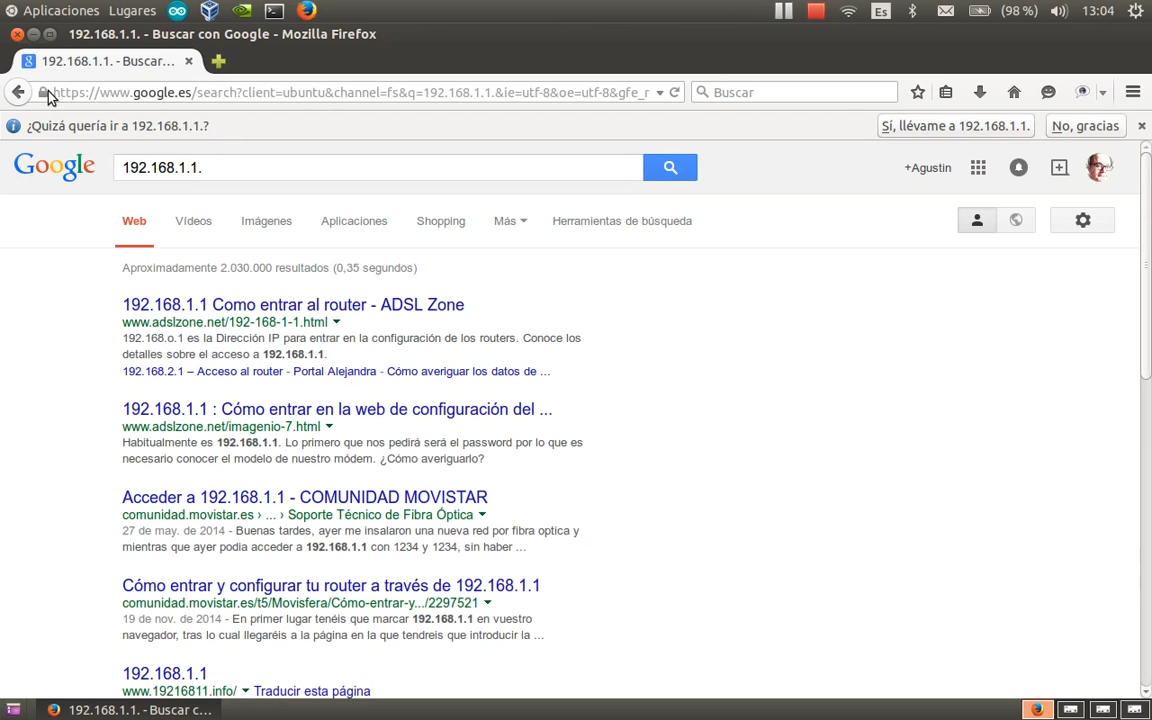 Aplicaciones Lugares Es (98 %) 13:04
192.168.1.1. - Buscar con Google - Mozilla Firefox
192.168.1.1. - Buscar...
https://www.google.es/search?client=ubuntu&channel=fs&q=192.168.1.1.&ie=utf-8&oe=utf-8&gfe_r Buscar
¿Quizá quería ir a 192.168.1.1.? Sí, llévame a 192.168.1.1. No, gracias
Google 192.168.1.1. +Agustin
Web Vídeos Imágenes Aplicaciones Shopping Más Herramientas de búsqueda
Aproximadamente 2.030.000 resultados (0,35 segundos)
192.168.1.1 Como entrar al router - ADSL Zone
www.adslzone.net/192-168-1-1.html
192.168.o.1 es la Dirección IP para entrar en la configuración de los routers. Conoce los
detalles sobre el acceso a 192.168.1.1.
192.168.2.1 – Acceso al router - Portal Alejandra - Cómo averiguar los datos de ...
192.168.1.1 : Cómo entrar en la web de configuración del ...
www.adslzone.net/imagenio-7.html
Habitualmente es 192.168.1.1. Lo primero que nos pedirá será el password por lo que es
necesario conocer el modelo de nuestro módem. ¿Cómo averiguarlo?
Acceder a 192.168.1.1 - COMUNIDAD MOVISTAR
comunidad.movistar.es › ... › Soporte Técnico de Fibra Óptica
27 de may. de 2014 - Buenas tardes, ayer me insalaron una nueva red por fibra optica y
mientras que ayer podia acceder a 192.168.1.1 con 1234 y 1234, sin haber ...
Cómo entrar y configurar tu router a través de 192.168.1.1
comunidad.movistar.es/t5/Movisfera/Cómo-entrar-y.../2297521
19 de nov. de 2014 - En primer lugar tenéis que marcar 192.168.1.1 en vuestro
navegador, tras lo cual llegaréis a la página en la que tendreis que introducir la ...
192.168.1.1
www.19216811.info/ Traducir esta página
192.168.1.1. - Buscar c...